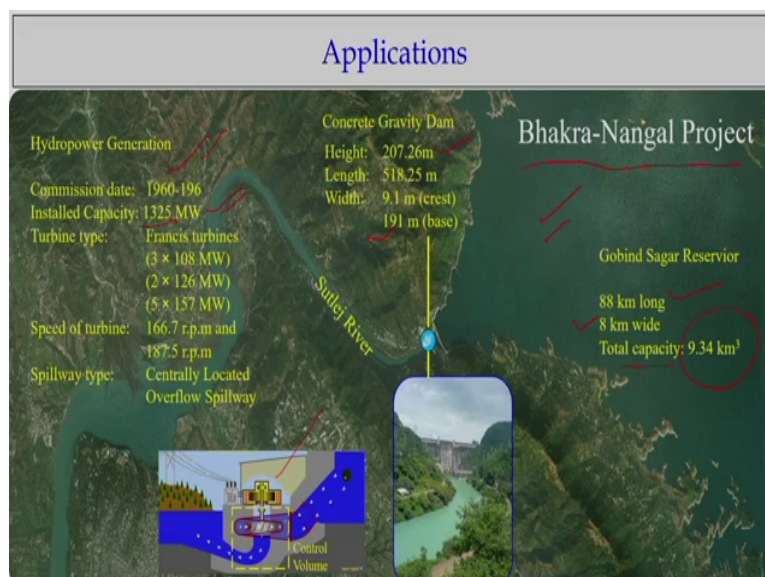 Applications
Hydropower Generation
Commission date: 1960-196
Installed Capacity: 1325 MW
Turbine type: Francis turbines
(3 × 108 MW)
(2 × 126 MW)
(5 × 157 MW)
Speed of turbine: 166.7 r.p.m and
187.5 r.p.m
Spillway type: Centrally Located
Overflow Spillway
Concrete Gravity Dam
Height: 207.26m
Length: 518.25 m
Width: 9.1 m (crest)
191 m (base)
Sutlej River
Bhakra-Nangal Project
Gobind Sagar Reservior
88 km long
8 km wide
Total capacity: 9.34 km³
Control
Volume